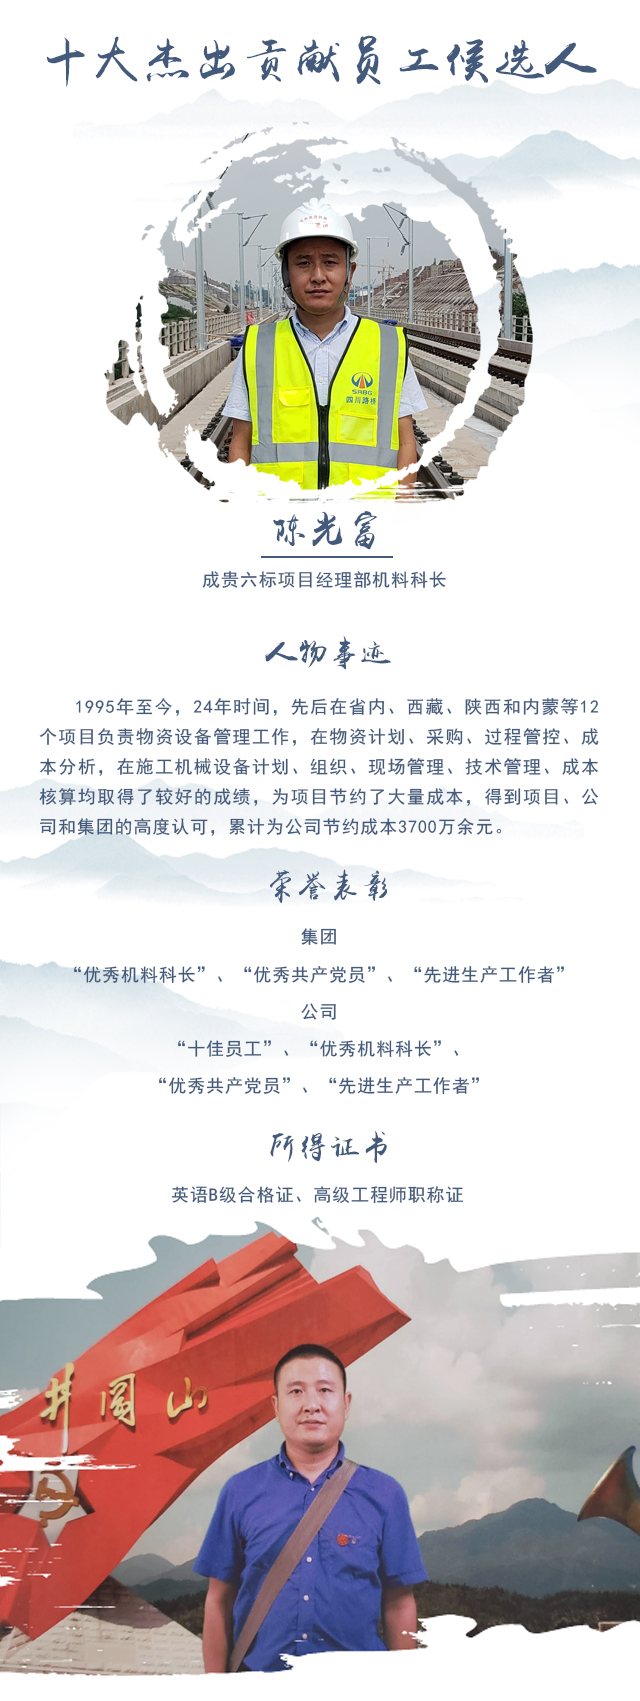 十大杰出贡献员工候选人
SRBG
四川路桥
陈光富
成贵六标项目经理部机料科长
人物事迹
1995年至今，24年时间，先后在省内、西藏、陕西和内蒙等12
个项目负责物资设备管理工作，在物资计划、采购、过程管控、成
本分析，在施工机械设备计划、组织、现场管理、技术管理、成本
核算均取得了较好的成绩，为项目节约了大量成本，得到项目、公
司和集团的高度认可，累计为公司节约成本3700万余元。
荣誉表彰
集团
“优秀机料科长”、“优秀共产党员”、“先进生产工作者”
公司
“十佳员工”、“优秀机料科长”、
“优秀共产党员”、“先进生产工作者”
所得证书
英语B级合格证、高级工程师职称证
井冈山